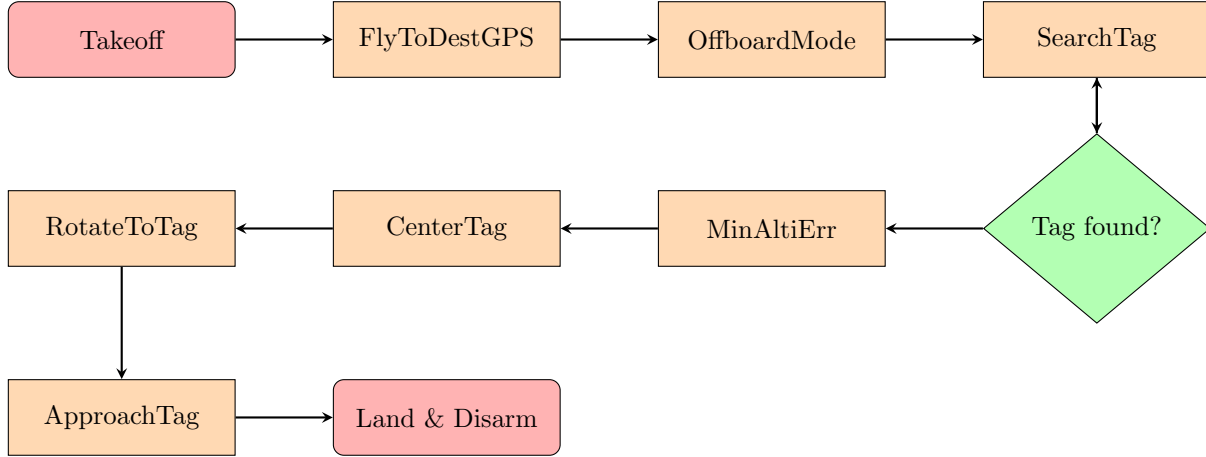 Takeoff
FlyToDestGPS
OffboardMode
SearchTag
Tag found?
MinAltiErr
CenterTag
RotateToTag
ApproachTag
Land & Disarm